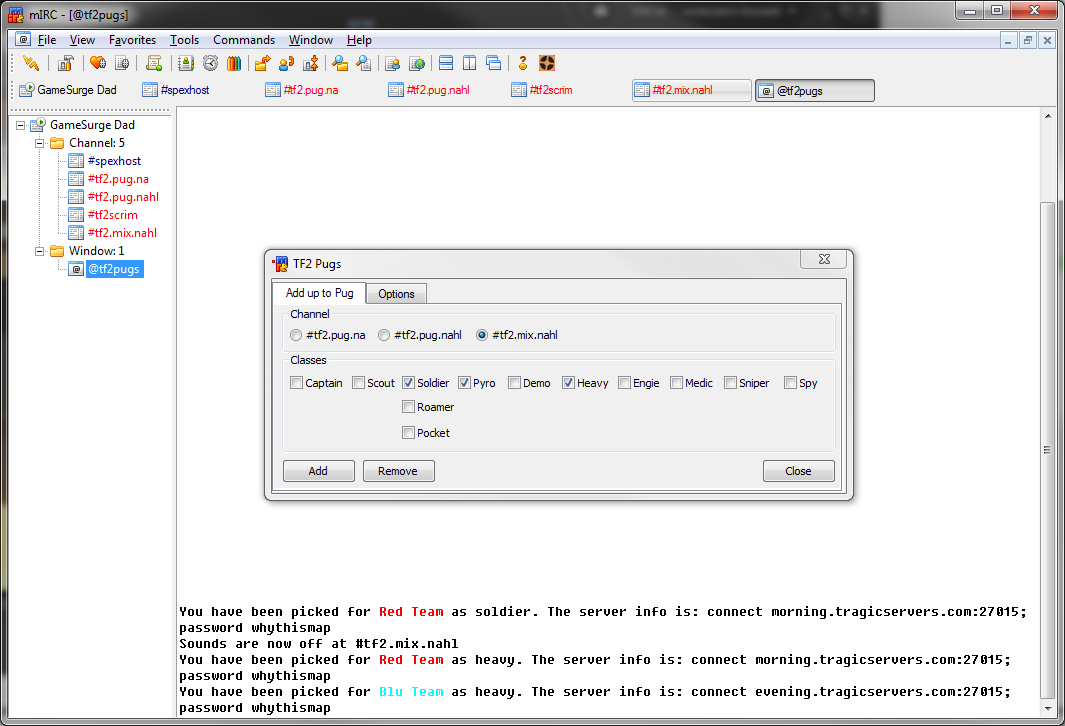 mIRC - [@tf2pugs]
File View Favorites Tools Commands Window Help
GameSurge Dad #spexhost #tf2.pug.na #tf2.pug.nahl #tf2scrim #tf2.mix.nahl @tf2pugs
GameSurge Dad
Channel: 5
#spexhost
#tf2.pug.na
#tf2.pug.nahl
#tf2scrim
#tf2.mix.nahl
Window: 1
@tf2pugs
TF2 Pugs
Add up to Pug Options
Channel
#tf2.pug.na #tf2.pug.nahl #tf2.mix.nahl
Classes
Captain Scout Soldier Pyro Demo Heavy Engie Medic Sniper Spy
Roamer
Pocket
Add Remove Close
You have been picked for Red Team as soldier. The server info is: connect morning.tragicservers.com:27015;
password whythismap
Sounds are now off at #tf2.mix.nahl
You have been picked for Red Team as heavy. The server info is: connect morning.tragicservers.com:27015;
password whythismap
You have been picked for Blu Team as heavy. The server info is: connect evening.tragicservers.com:27015;
password whythismap